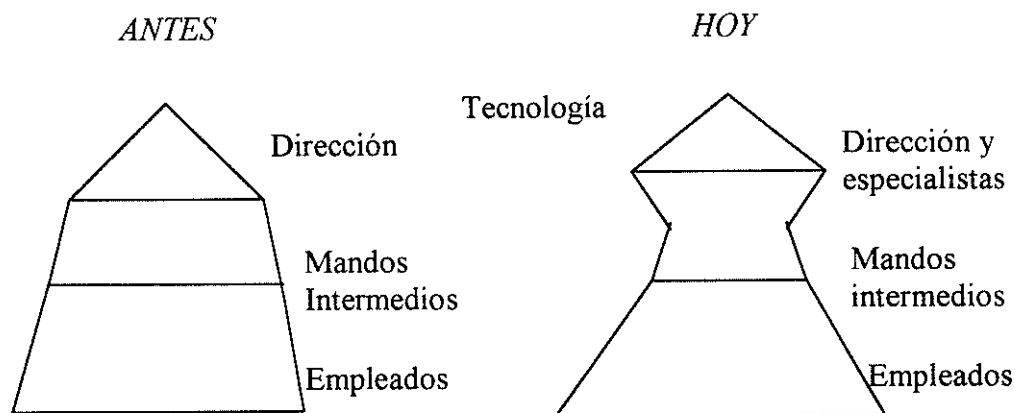 ANTES
Dirección
Mandos
Intermedios
Empleados
HOY
Tecnología
Dirección y
especialistas
Mandos
intermedios
Empleados